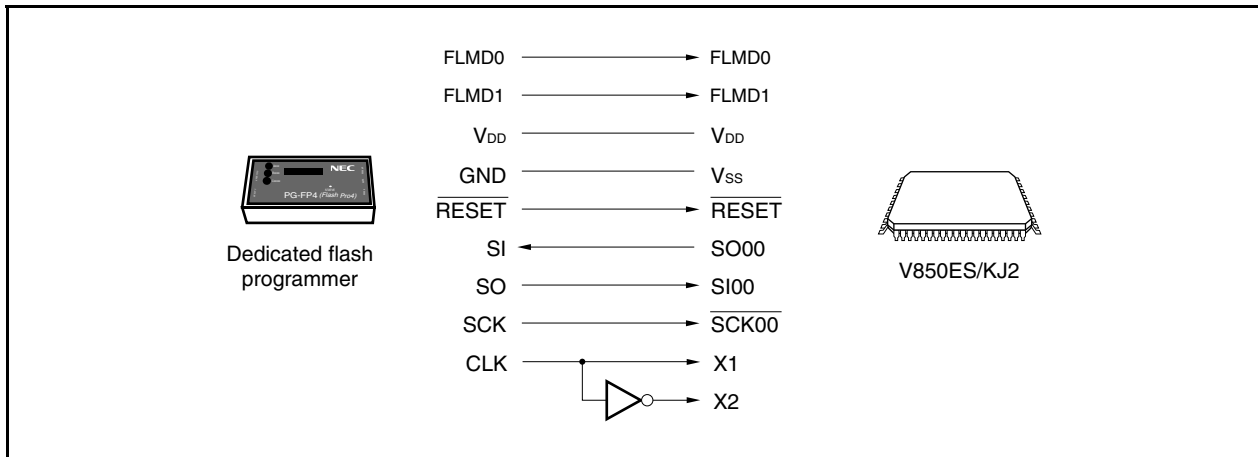 FLMD0 FLMD0
FLMD1 FLMD1
VDD VDD
GND VSS
RESET RESET
SI SO00
SO SI00
SCK SCK00
CLK X1
X2
NEC
PG-FP4 (Flash Pro4)
Dedicated flash
programmer
V850ES/KJ2